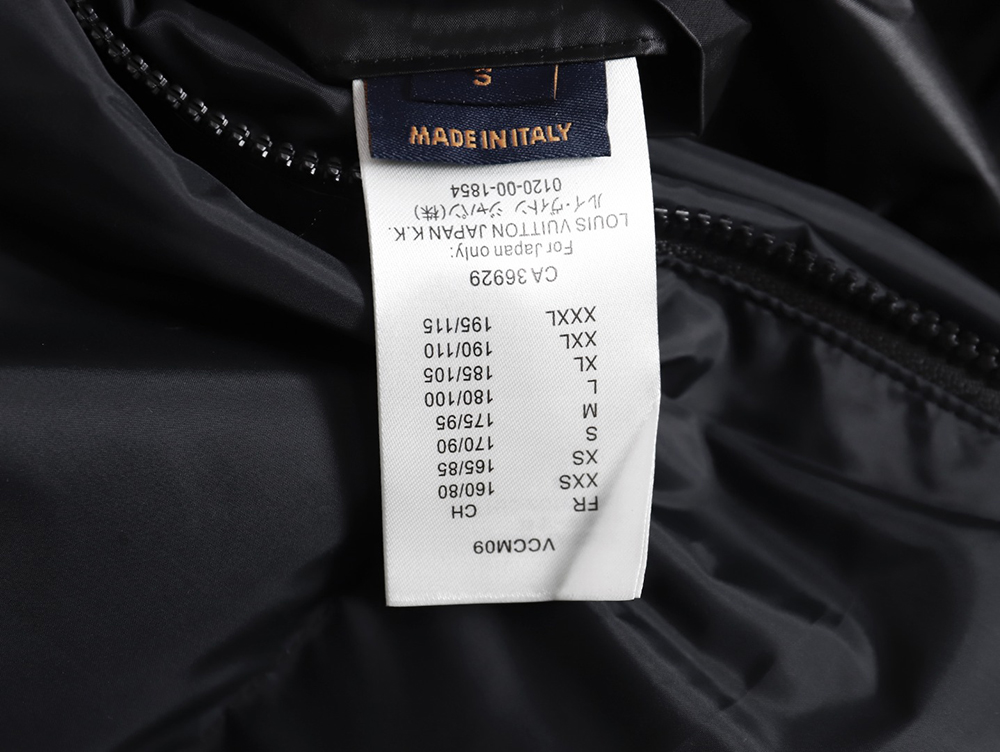 S
MADE IN ITALY
VCCM09
FR CH
XXS 160/80
XS 165/85
S 170/90
M 175/95
L 180/100
XL 185/105
XXL 190/110
XXXL 195/115
CA 36929
For Japan only:
LOUIS VUITTON JAPAN K.K.
ルイ・ヴィトン ジャパン(株)
0120-00-1854